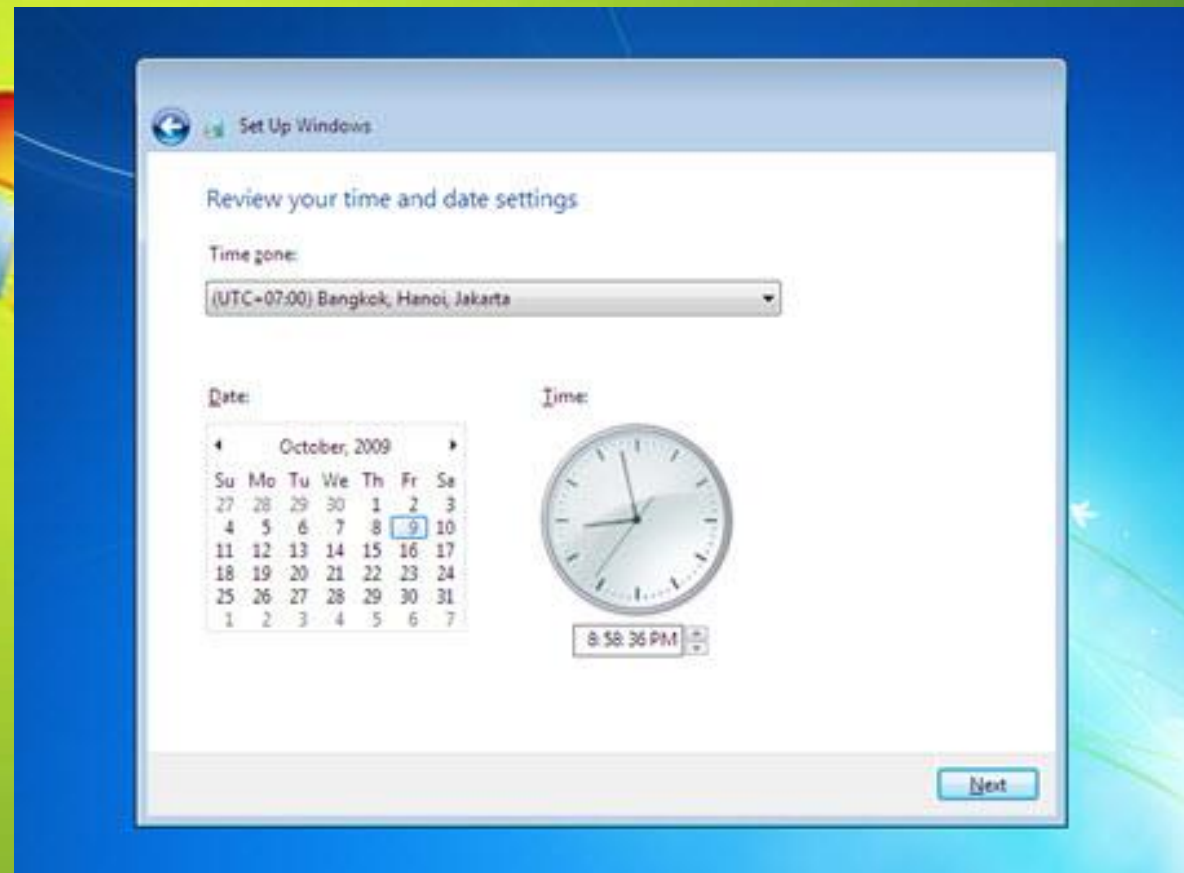 Set Up Windows
Review your time and date settings
Time zone:
(UTC+07:00) Bangkok, Hanoi, Jakarta
Date:
Time:
October, 2009
Su Mo Tu We Th Fr Sa
27 28 29 30 1 2 3
4 5 6 7 8 9 10
11 12 13 14 15 16 17
18 19 20 21 22 23 24
25 26 27 28 29 30 31
1 2 3 4 5 6 7
8:58:36 PM
Next